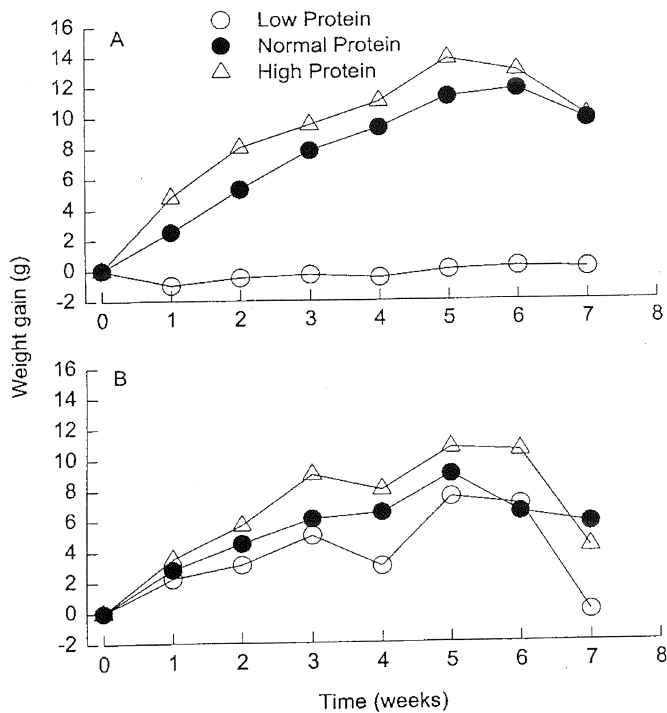 A
Low Protein
Normal Protein
High Protein
16
14
12
10
8
6
4
2
0
-2
0 1 2 3 4 5 6 7 8
Weight gain (g)
B
16
14
12
10
8
6
4
2
0
-2
0 1 2 3 4 5 6 7 8
Time (weeks)